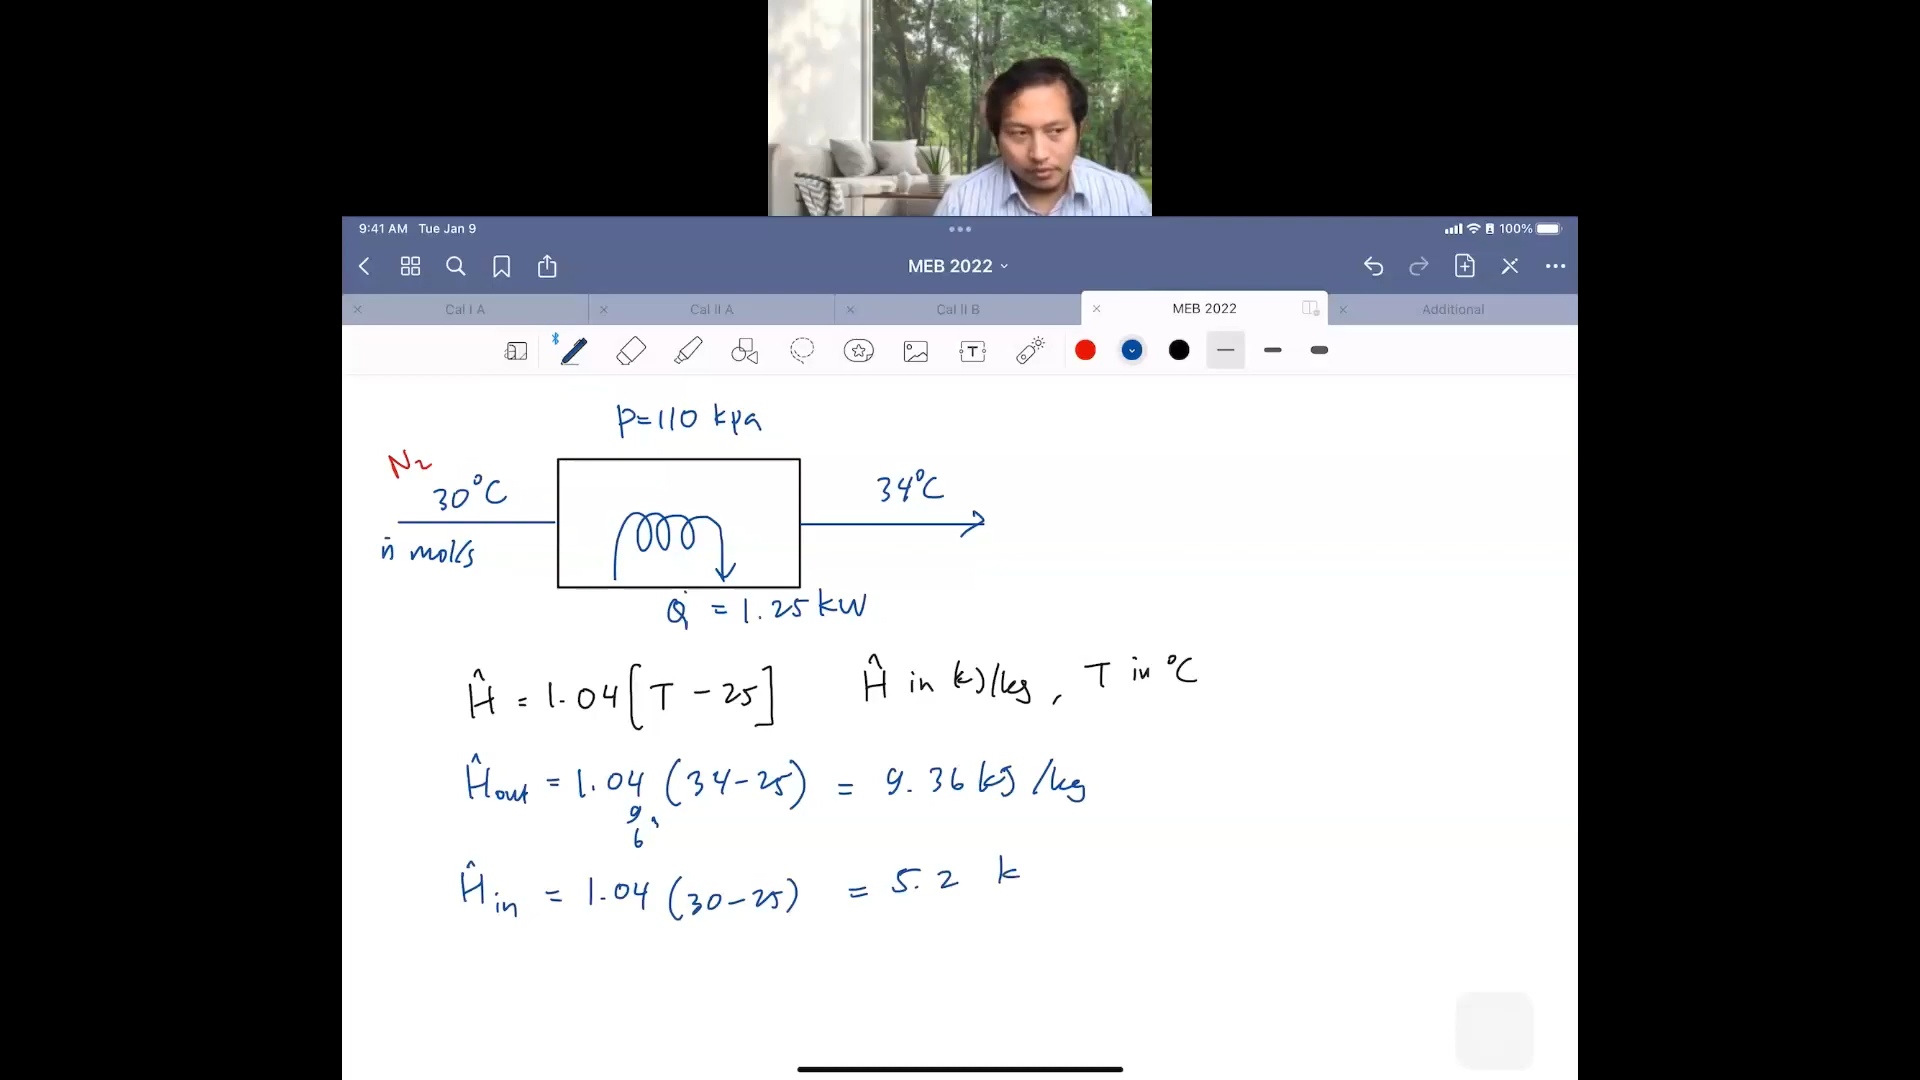 9:41 AM Tue Jan 9
100%
MEB 2022
Cal I A
Cal II A
Cal II B
MEB 2022
Additional
T
P=110 kpa
N2
30°C
34°C
ṅ mol/s
Q̇ = 1.25 kW
Ĥ = 1.04[T - 25] Ĥ in kJ/kg, T in °C
Ĥout = 1.04 (34-25) = 9.36 kJ/kg
9
6
Ĥin = 1.04 (30-25) = 5.2 k